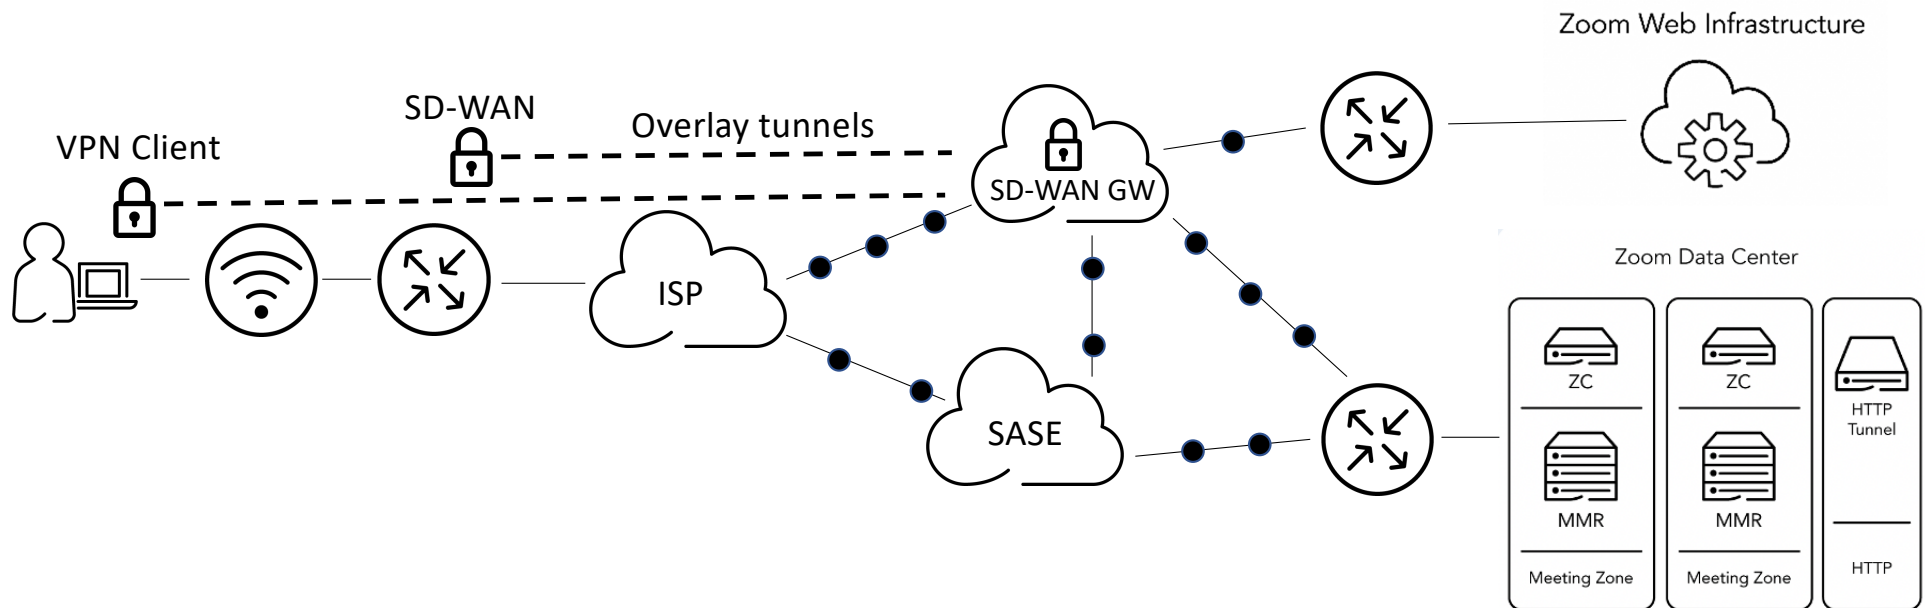 Zoom Web Infrastructure
SD-WAN
Overlay tunnels
VPN Client
SD-WAN GW
ISP
SASE
Zoom Data Center
ZC
ZC
HTTP
Tunnel
MMR
MMR
Meeting Zone
Meeting Zone
HTTP